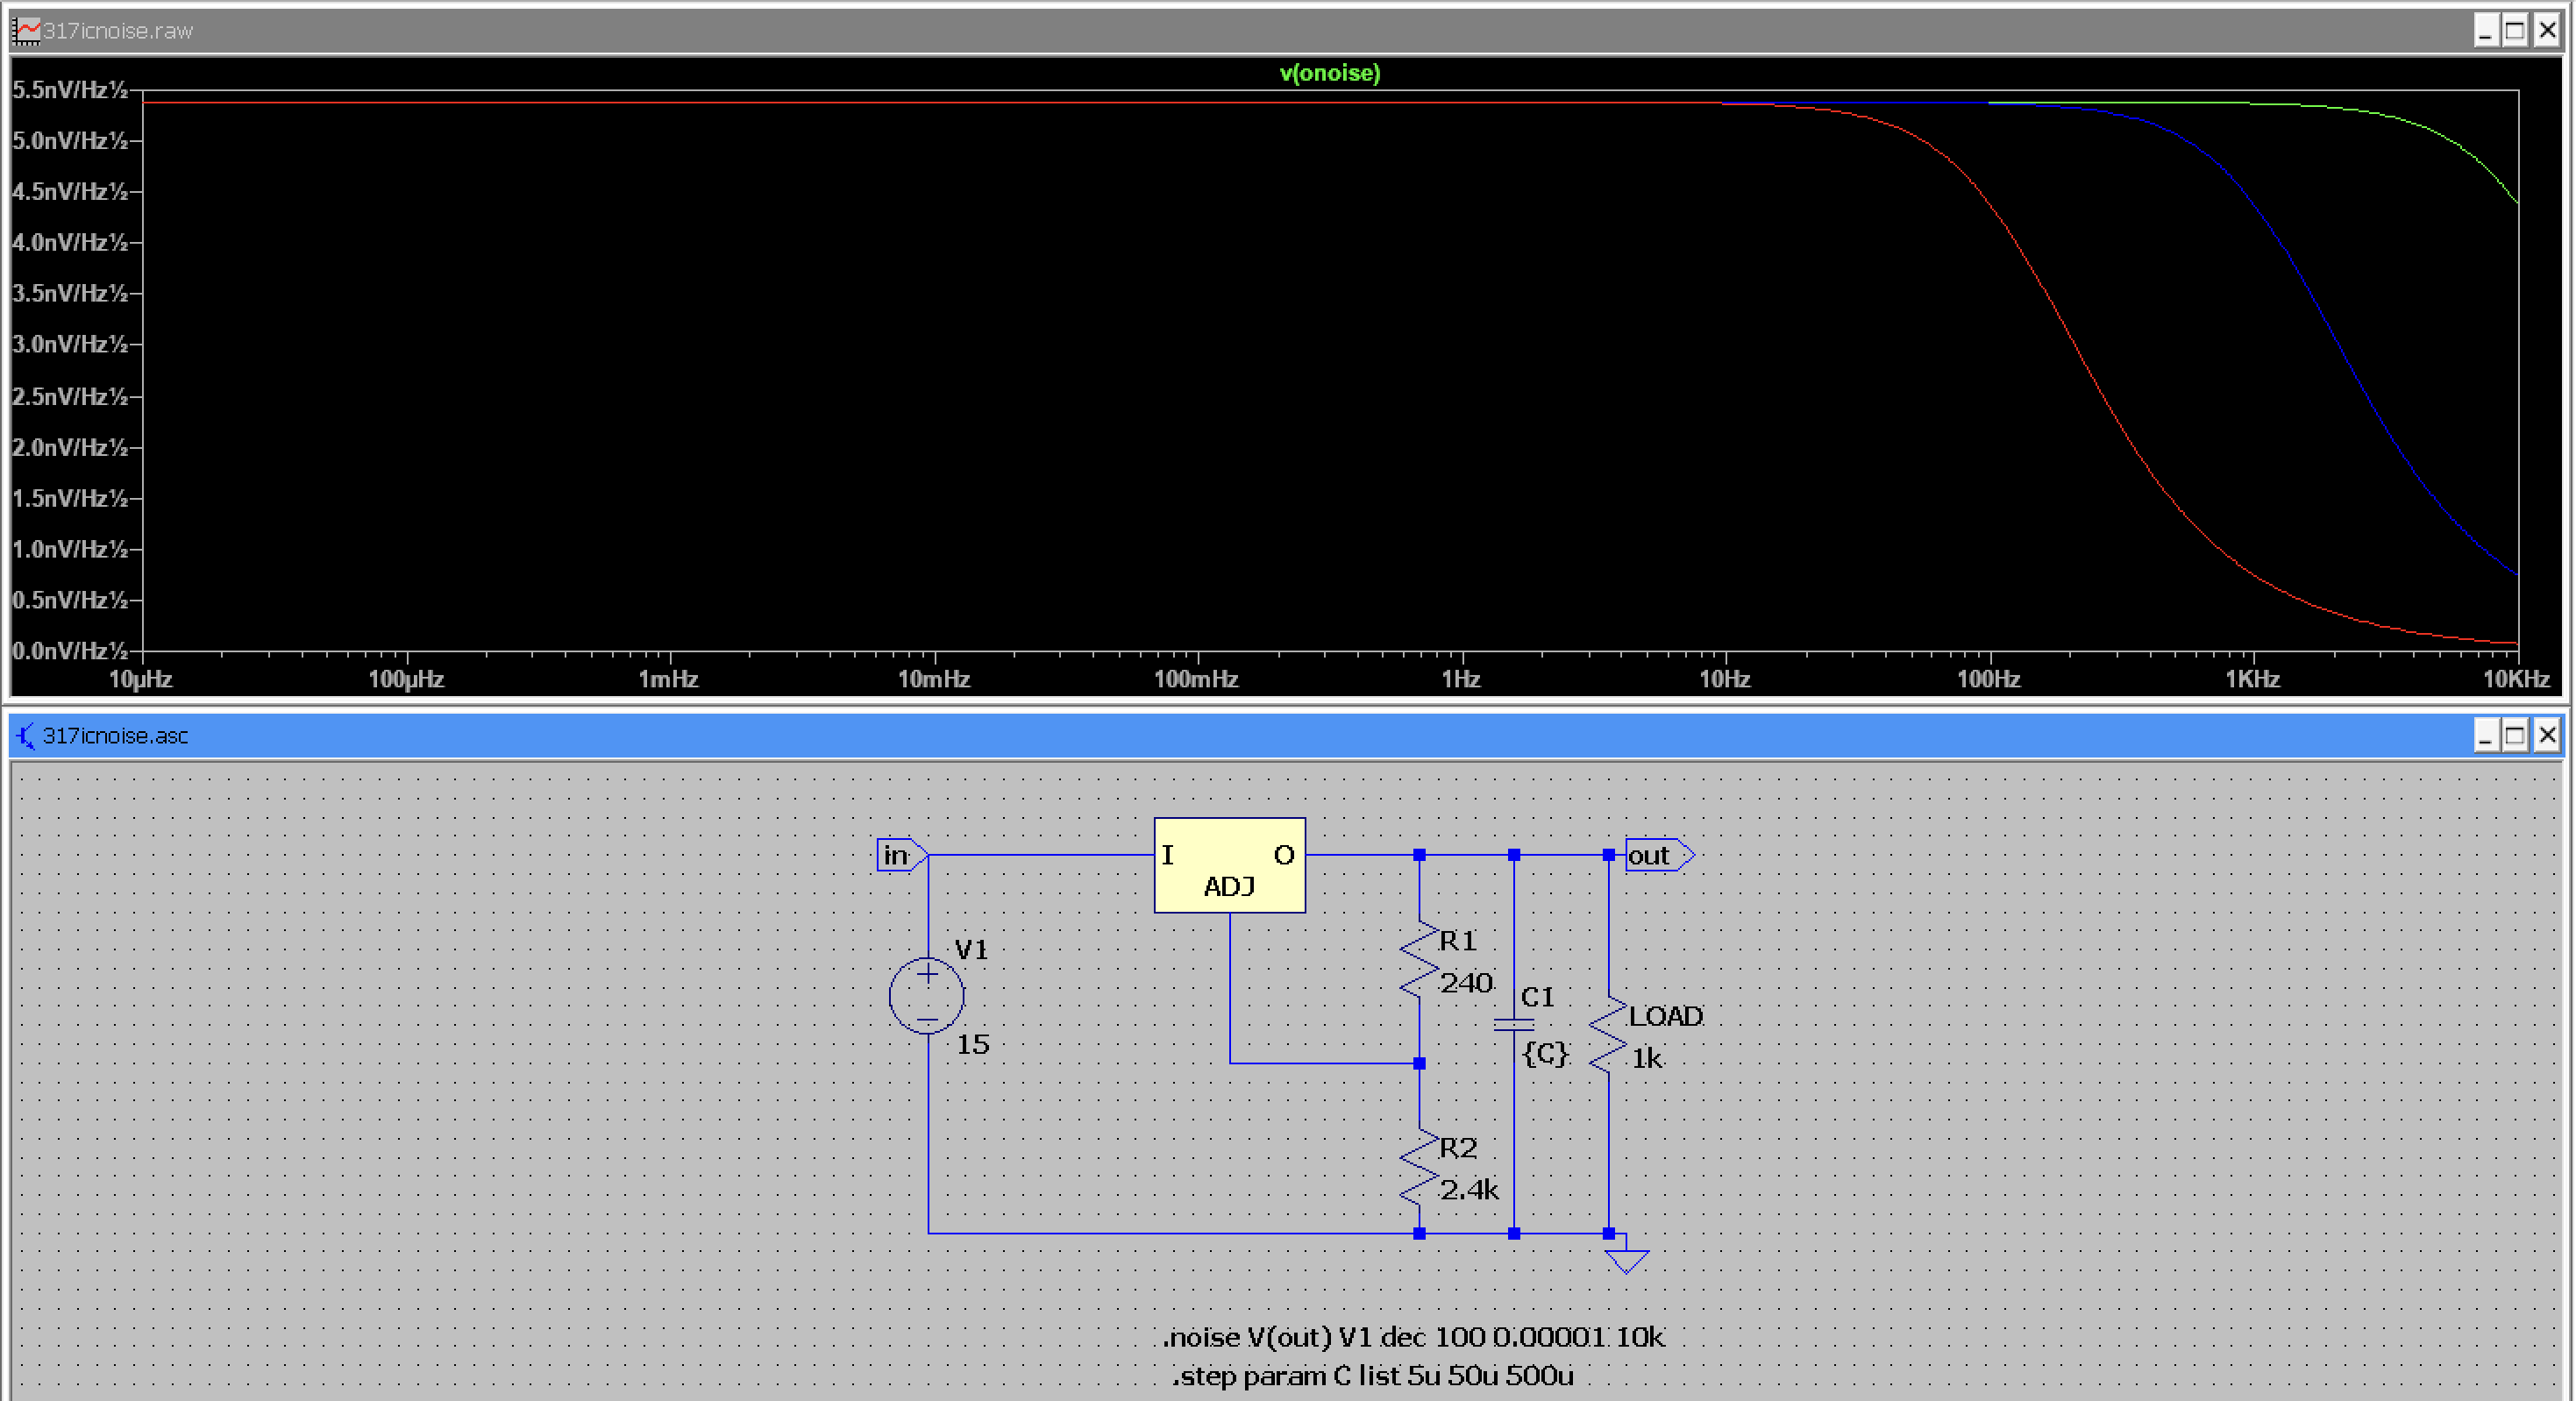 317icnoise.raw
v(onoise)
5.5nV/Hz½
5.0nV/Hz½
4.5nV/Hz½
4.0nV/Hz½
3.5nV/Hz½
3.0nV/Hz½
2.5nV/Hz½
2.0nV/Hz½
1.5nV/Hz½
1.0nV/Hz½
0.5nV/Hz½
0.0nV/Hz½
10µHz 100µHz 1mHz 10mHz 100mHz 1Hz 10Hz 100Hz 1KHz 10KHz
317icnoise.asc
in I O out
ADJ
V1
15
R1
240
C1
{C}
LOAD
1k
R2
2.4k
.noise V(out) V1 dec 100 0.00001 10k
.step param C list 5u 50u 500u